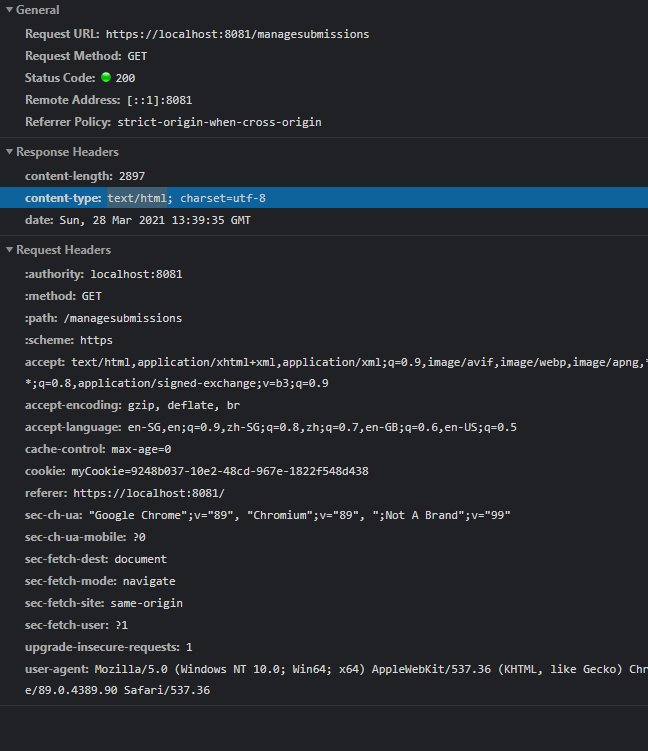 General
Request URL: https://localhost:8081/managesubmissions
Request Method: GET
Status Code: 200
Remote Address: [::1]:8081
Referrer Policy: strict-origin-when-cross-origin
Response Headers
content-length: 2897
content-type: text/html; charset=utf-8
date: Sun, 28 Mar 2021 13:39:35 GMT
Request Headers
:authority: localhost:8081
:method: GET
:path: /managesubmissions
:scheme: https
accept: text/html,application/xhtml+xml,application/xml;q=0.9,image/avif,image/webp,image/apng,*
*;q=0.8,application/signed-exchange;v=b3;q=0.9
accept-encoding: gzip, deflate, br
accept-language: en-SG,en;q=0.9,zh-SG;q=0.8,zh;q=0.7,en-GB;q=0.6,en-US;q=0.5
cache-control: max-age=0
cookie: myCookie=9248b037-10e2-48cd-967e-1822f548d438
referer: https://localhost:8081/
sec-ch-ua: "Google Chrome";v="89", "Chromium";v="89", ";Not A Brand";v="99"
sec-ch-ua-mobile: ?0
sec-fetch-dest: document
sec-fetch-mode: navigate
sec-fetch-site: same-origin
sec-fetch-user: ?1
upgrade-insecure-requests: 1
user-agent: Mozilla/5.0 (Windows NT 10.0; Win64; x64) AppleWebKit/537.36 (KHTML, like Gecko) Chr
e/89.0.4389.90 Safari/537.36